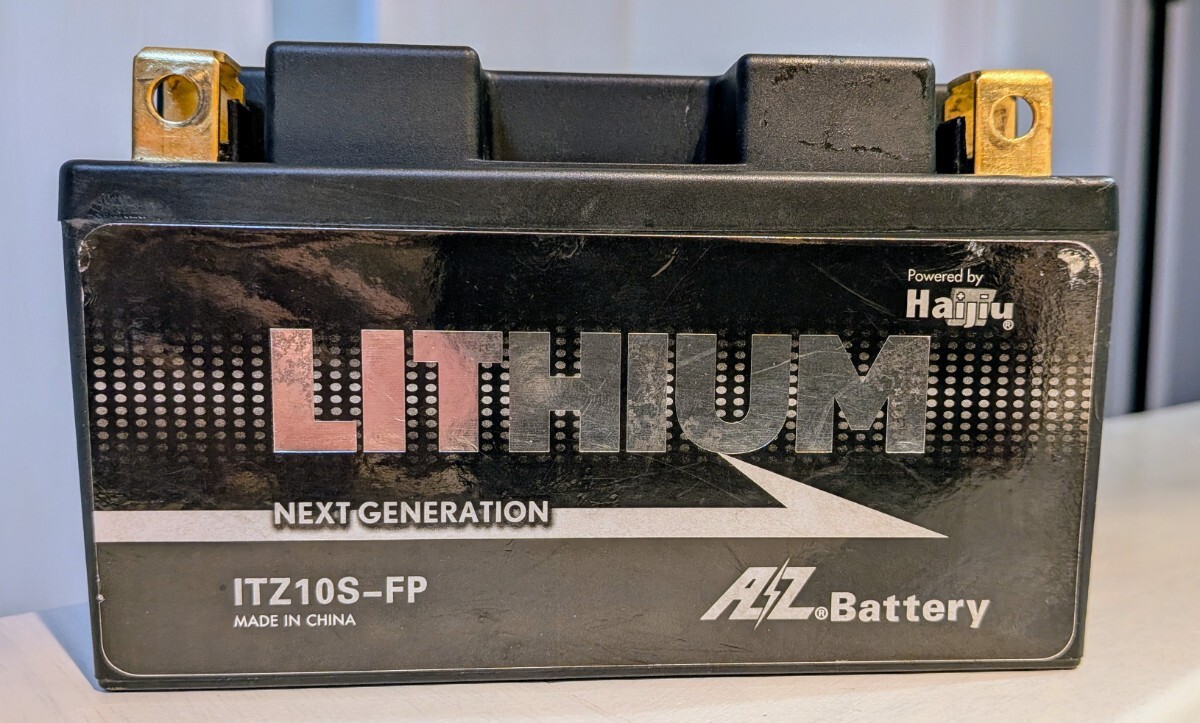 Powered by
Haijiu®
LITHIUM
NEXT GENERATION
ITZ10S-FP
MADE IN CHINA
AZ®Battery